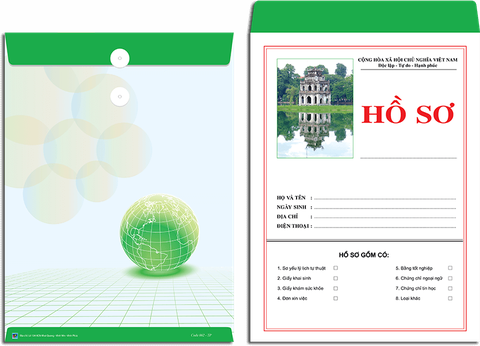 CỘNG HÒA XÃ HỘI CHỦ NGHĨA VIỆT NAM
Độc lập - Tự do - Hạnh phúc
HỒ SƠ
HỌ VÀ TÊN :
NGÀY SINH :
ĐỊA CHỈ :
ĐIỆN THOẠI :
HỒ SƠ GỒM CÓ:
1. Sơ yếu lý lịch tự thuật
2. Giấy khai sinh
3. Giấy khám sức khỏe
4. Đơn xin việc
5. Bằng tốt nghiệp
6. Chứng chỉ ngoại ngữ
7. Chứng chỉ tin học
8. Loại khác